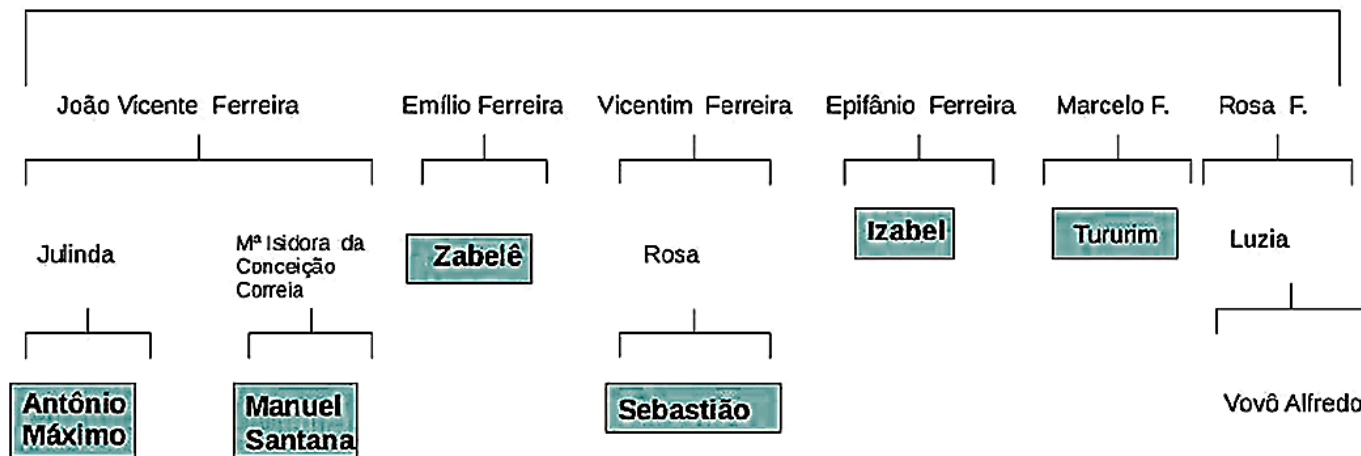 João Vicente Ferreira
Emílio Ferreira
Vicentim Ferreira
Epifânio Ferreira
Marcelo F.
Rosa F.
Julinda
Mª Isidora da
Conceição
Correia
Zabelê
Rosa
Izabel
Tururim
Luzia
Antônio
Máximo
Manuel
Santana
Sebastião
Vovô Alfredo